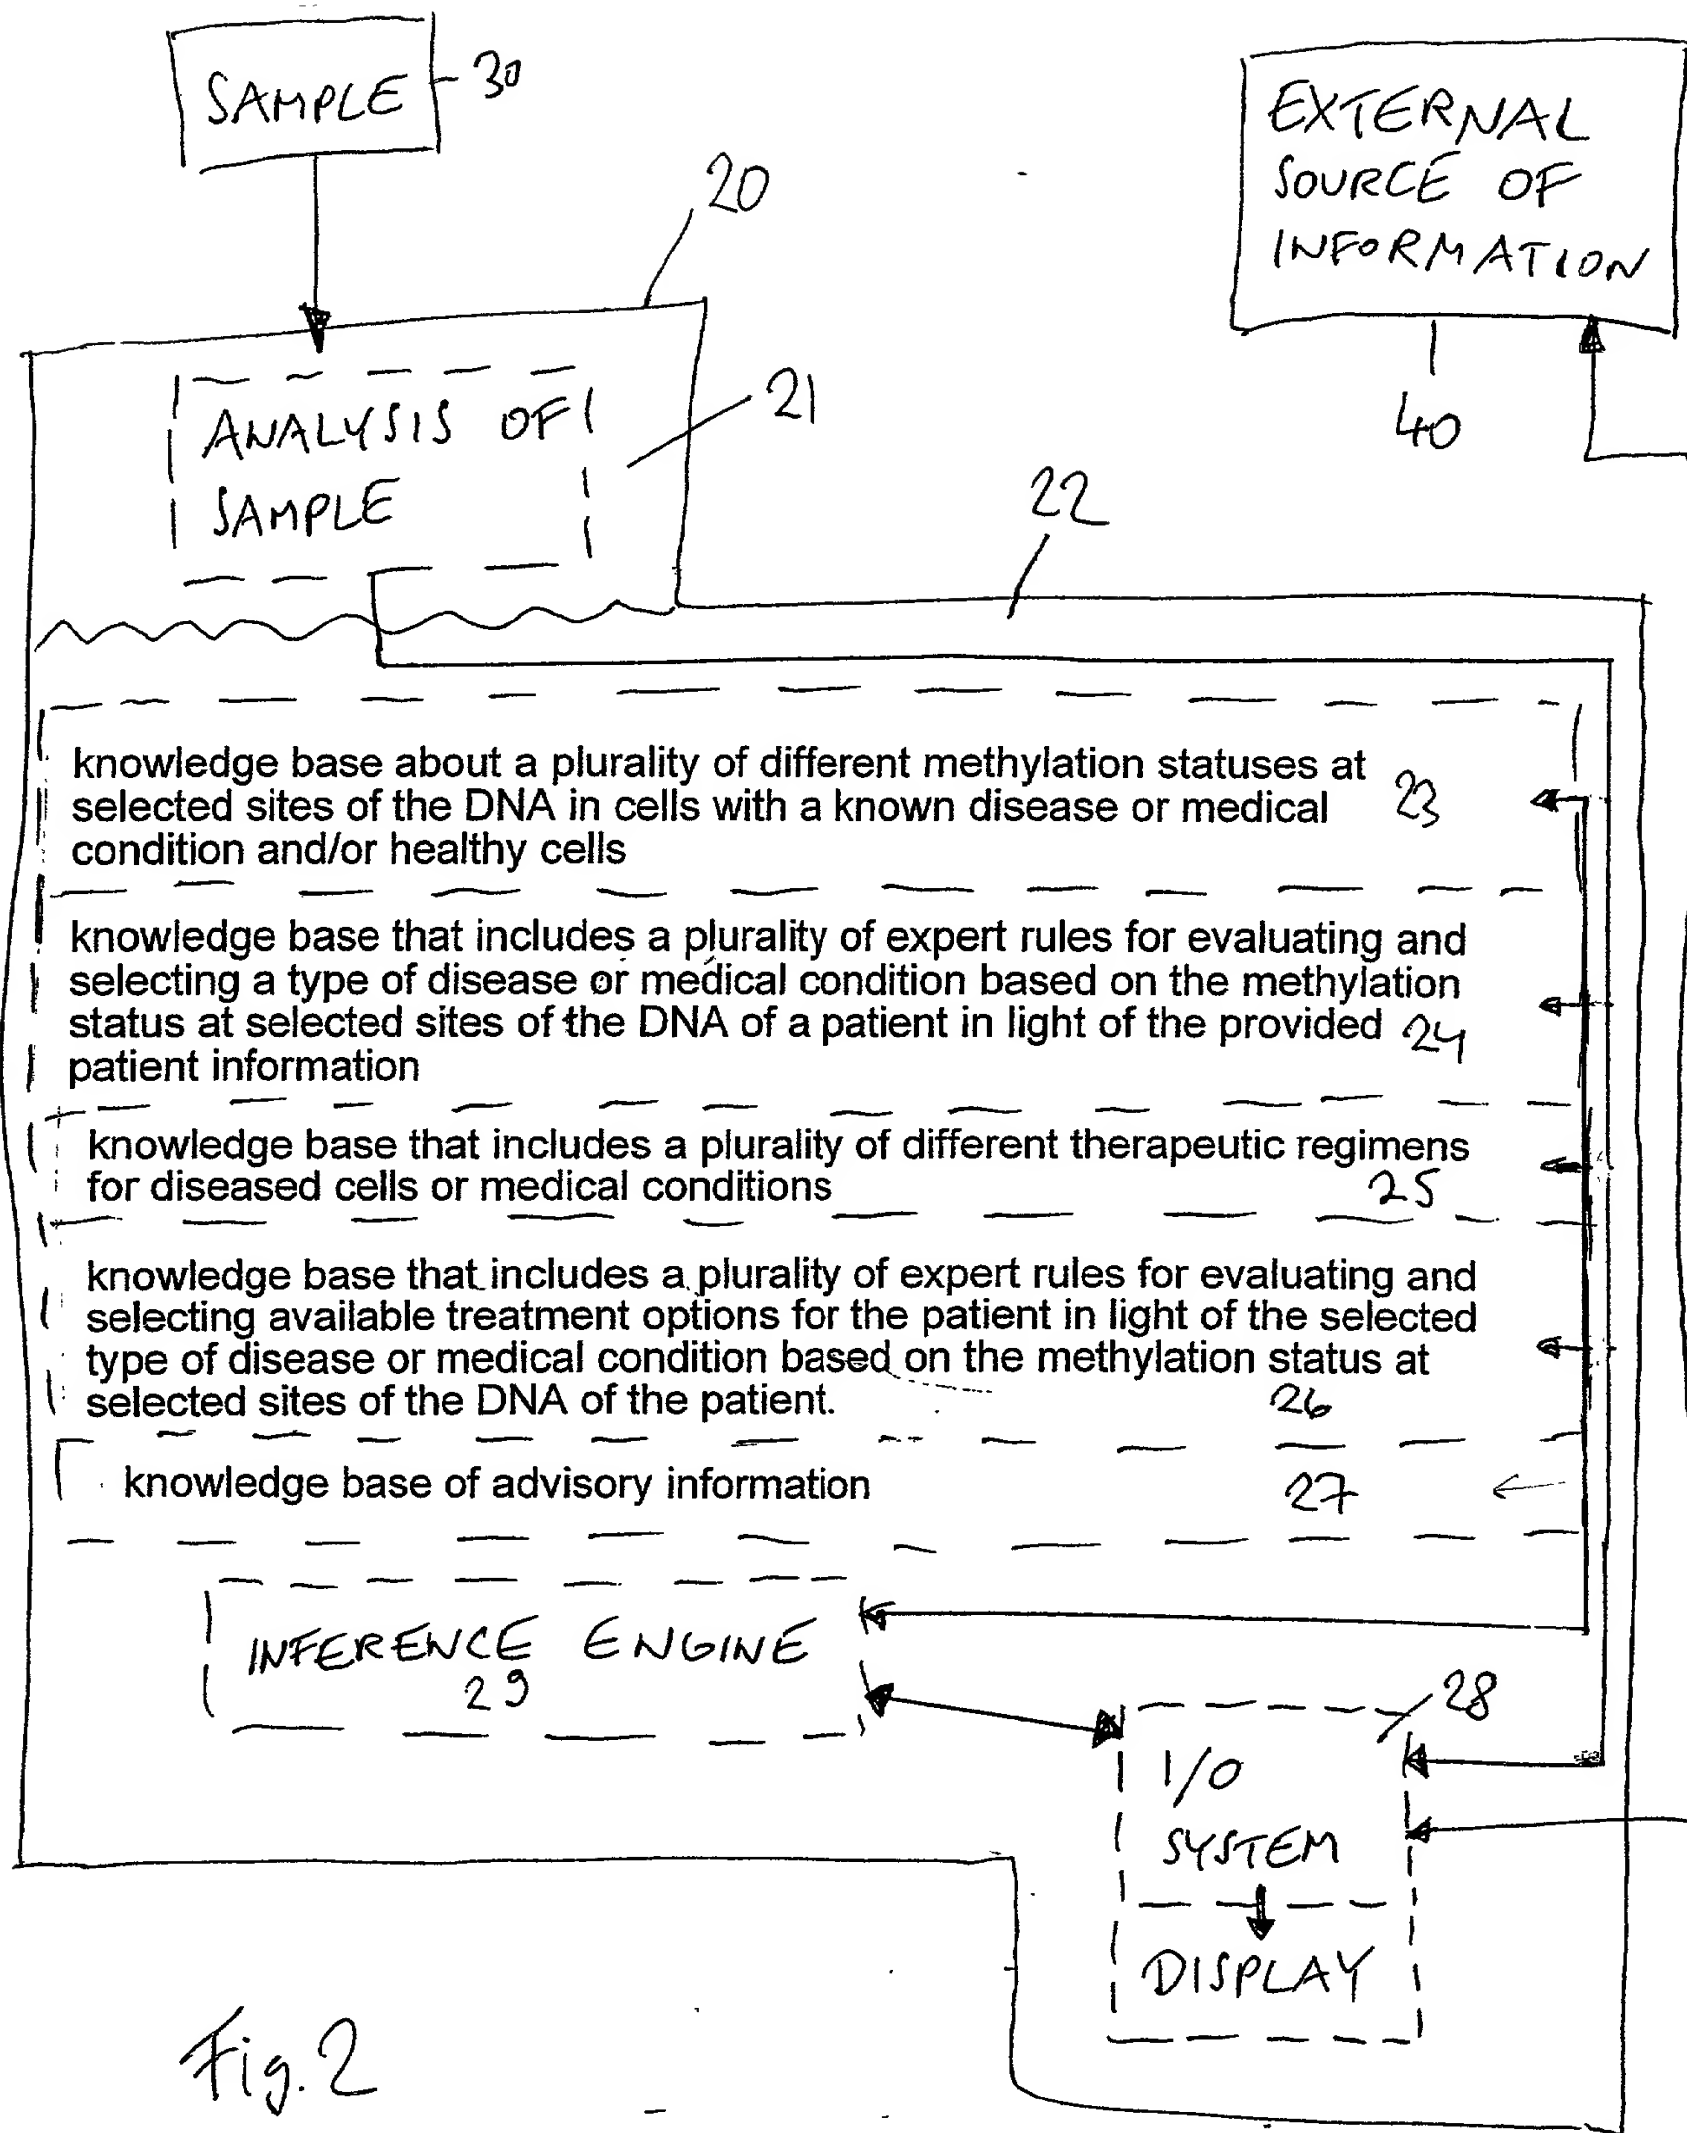 SAMPLE 30
EXTERNAL
SOURCE OF
INFORMATION
40
20
ANALYSIS OF
SAMPLE
21
22
knowledge base about a plurality of different methylation statuses at
selected sites of the DNA in cells with a known disease or medical 23
condition and/or healthy cells
knowledge base that includes a plurality of expert rules for evaluating and
selecting a type of disease or medical condition based on the methylation
status at selected sites of the DNA of a patient in light of the provided 24
patient information
knowledge base that includes a plurality of different therapeutic regimens
for diseased cells or medical conditions 25
knowledge base that includes a plurality of expert rules for evaluating and
selecting available treatment options for the patient in light of the selected
type of disease or medical condition based on the methylation status at
selected sites of the DNA of the patient. 26
knowledge base of advisory information 27
INFERENCE ENGINE
29
28
I/O
SYSTEM
DISPLAY
Fig. 2